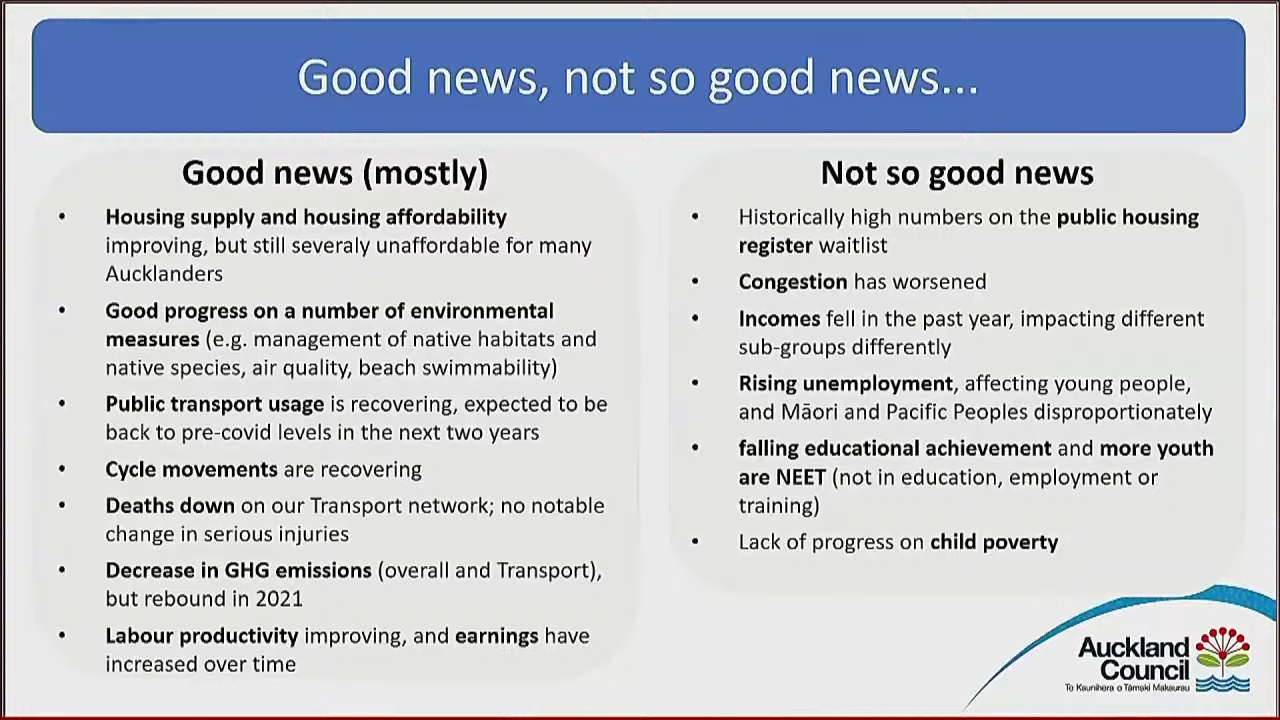 Good news, not so good news...
Good news (mostly)
• Housing supply and housing affordability
improving, but still severaly unaffordable for many
Aucklanders
• Good progress on a number of environmental
measures (e.g. management of native habitats and
native species, air quality, beach swimmability)
• Public transport usage is recovering, expected to be
back to pre-covid levels in the next two years
• Cycle movements are recovering
• Deaths down on our Transport network; no notable
change in serious injuries
• Decrease in GHG emissions (overall and Transport),
but rebound in 2021
• Labour productivity improving, and earnings have
increased over time
Not so good news
• Historically high numbers on the public housing
register waitlist
• Congestion has worsened
• Incomes fell in the past year, impacting different
sub-groups differently
• Rising unemployment, affecting young people,
and Māori and Pacific Peoples disproportionately
• falling educational achievement and more youth
are NEET (not in education, employment or
training)
• Lack of progress on child poverty
Auckland
Council
Te Kaunihera o Tāmaki Makaurau